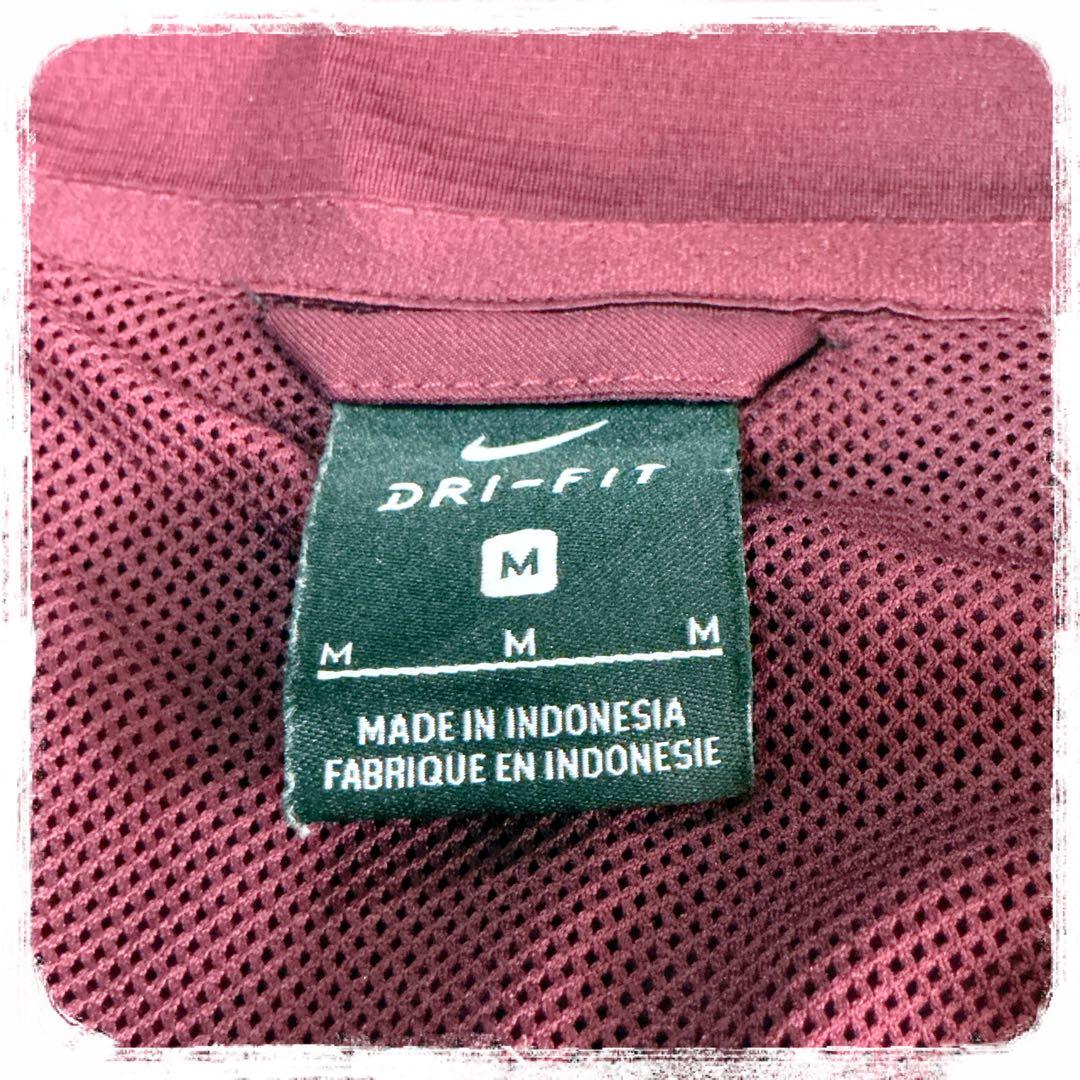 DRI-FIT
M
M M M
MADE IN INDONESIA
FABRIQUE EN INDONESIE